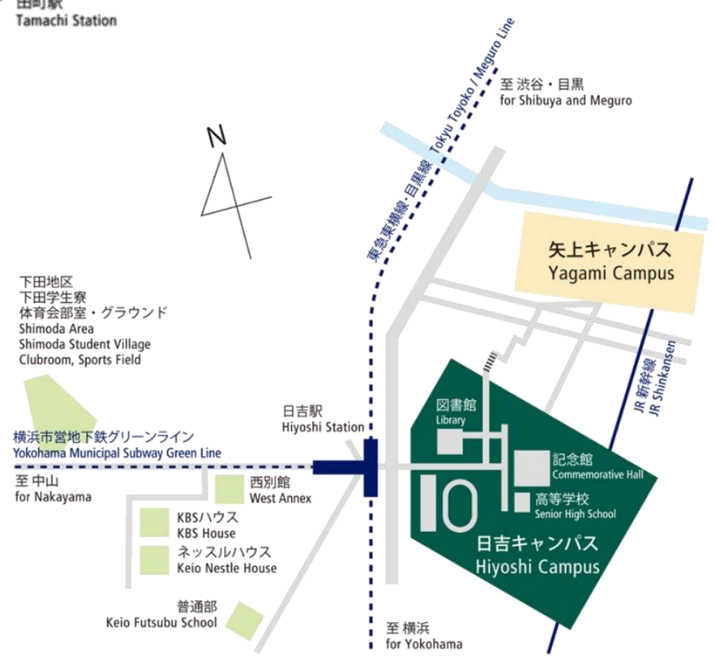 田町駅
Tamachi Station
東急東横線・目黒線 Tokyu Toyoko / Meguro Line
至 渋谷・目黒
for Shibuya and Meguro
N
矢上キャンパス
Yagami Campus
下田地区
下田学生寮
体育会部室・グラウンド
Shimoda Area
Shimoda Student Village
Clubroom, Sports Field
JR 新幹線
JR Shinkansen
日吉駅
Hiyoshi Station
図書館
Library
横浜市営地下鉄グリーンライン
Yokohama Municipal Subway Green Line
至 中山
for Nakayama
西別館
West Annex
記念館
Commemorative Hall
高等学校
Senior High School
KBSハウス
KBS House
ネッスルハウス
Keio Nestle House
日吉キャンパス
Hiyoshi Campus
普通部
Keio Futsubu School
至 横浜
for Yokohama